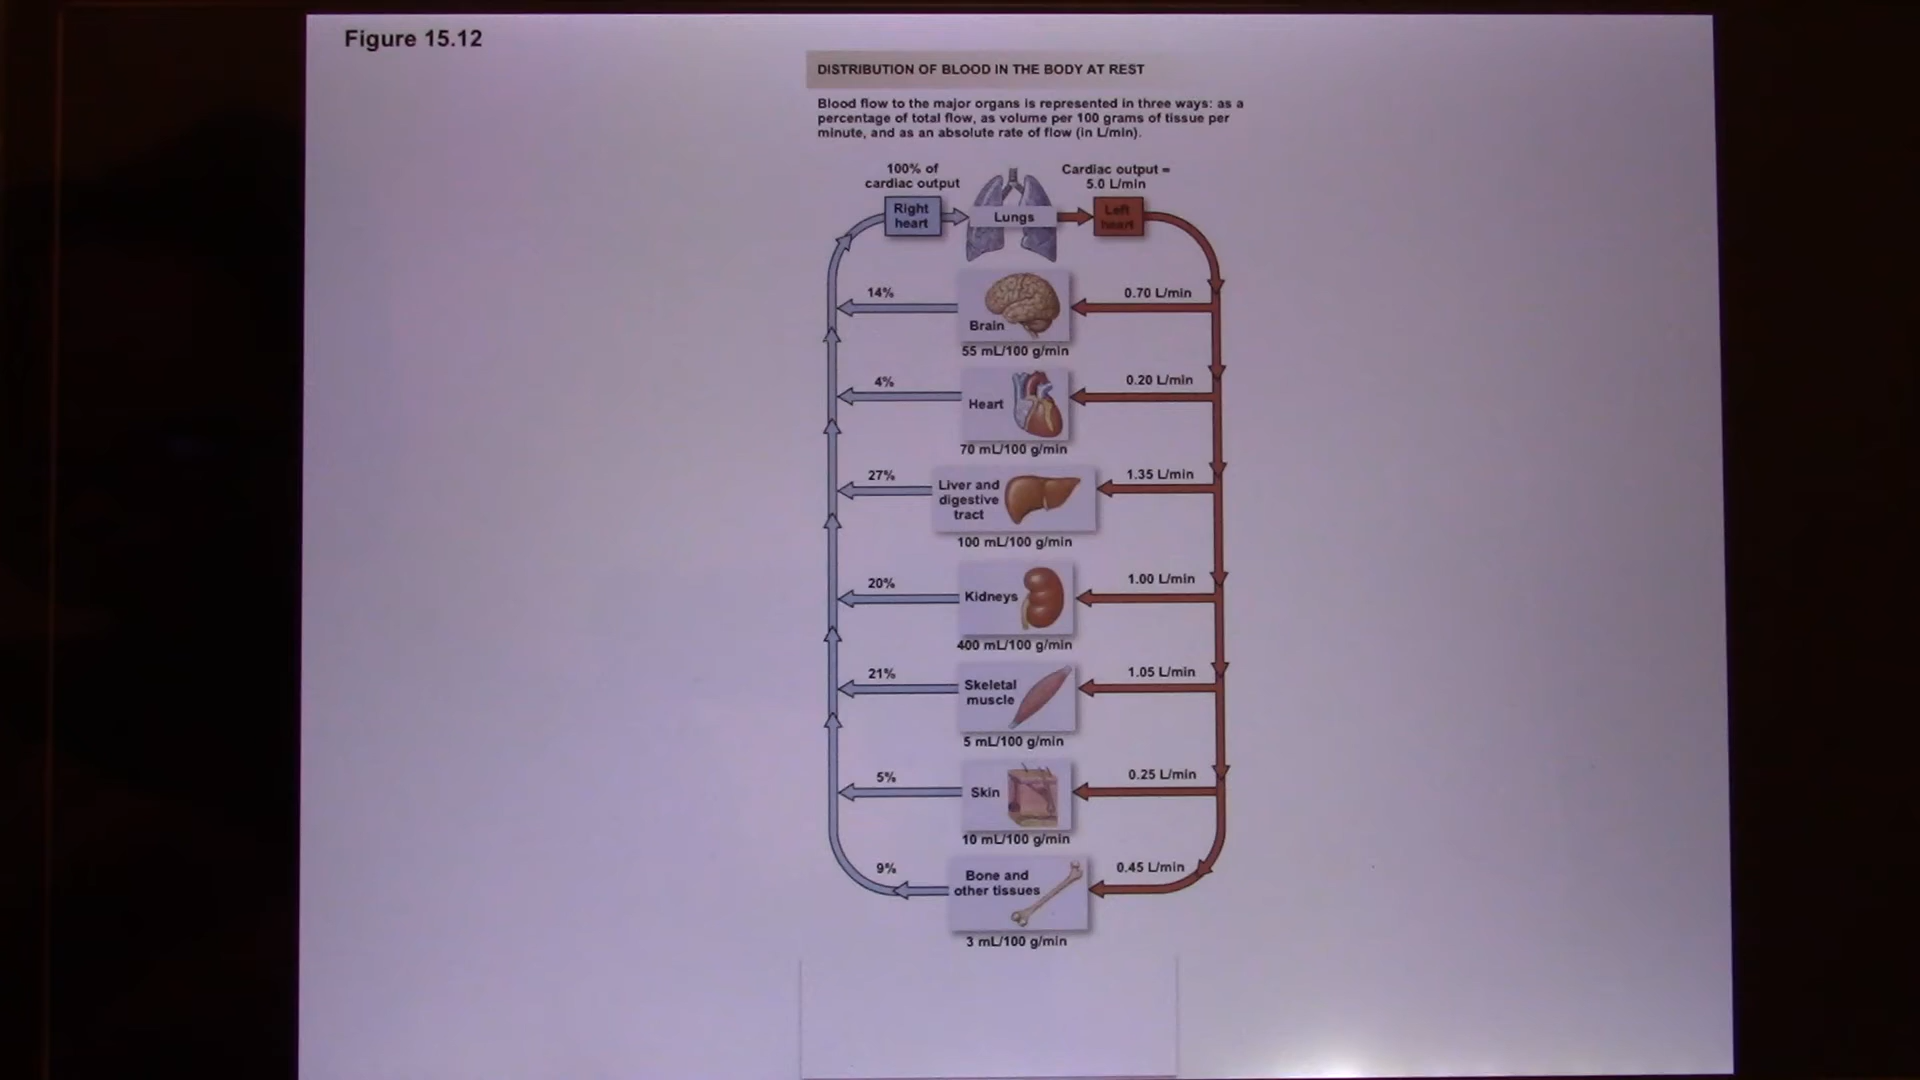 Figure 15.12
DISTRIBUTION OF BLOOD IN THE BODY AT REST
Blood flow to the major organs is represented in three ways: as a
percentage of total flow, as volume per 100 grams of tissue per
minute, and as an absolute rate of flow (in L/min).
100% of
cardiac output
Cardiac output =
5.0 L/min
Right
heart
Lungs
Left
heart
14%
Brain
0.70 L/min
55 mL/100 g/min
4%
Heart
0.20 L/min
70 mL/100 g/min
27%
Liver and
digestive
tract
1.35 L/min
100 mL/100 g/min
20%
Kidneys
1.00 L/min
400 mL/100 g/min
21%
Skeletal
muscle
1.05 L/min
5 mL/100 g/min
5%
Skin
0.25 L/min
10 mL/100 g/min
9%
Bone and
other tissues
0.45 L/min
3 mL/100 g/min